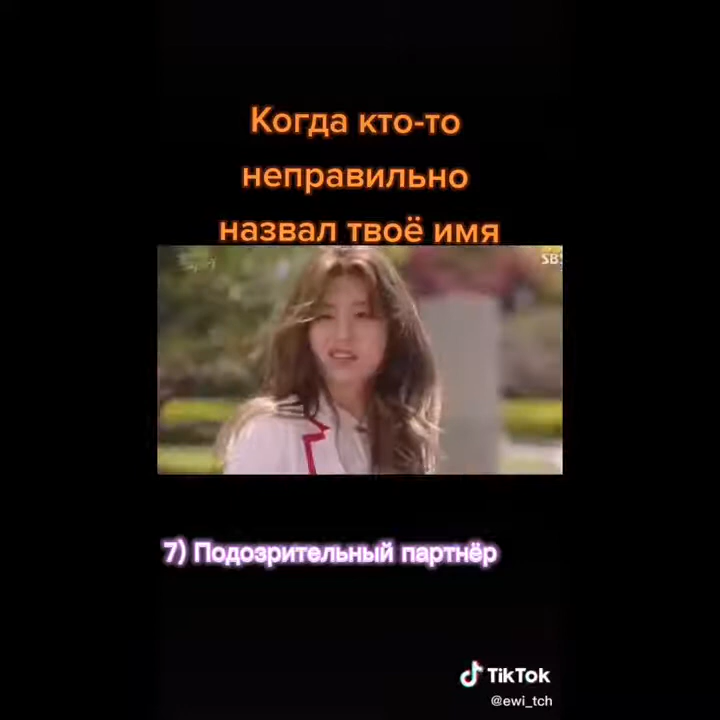 Когда кто-то
неправильно
назвал твоё имя
SBS
7) Подозрительный партнёр
TikTok
@ewi_tch